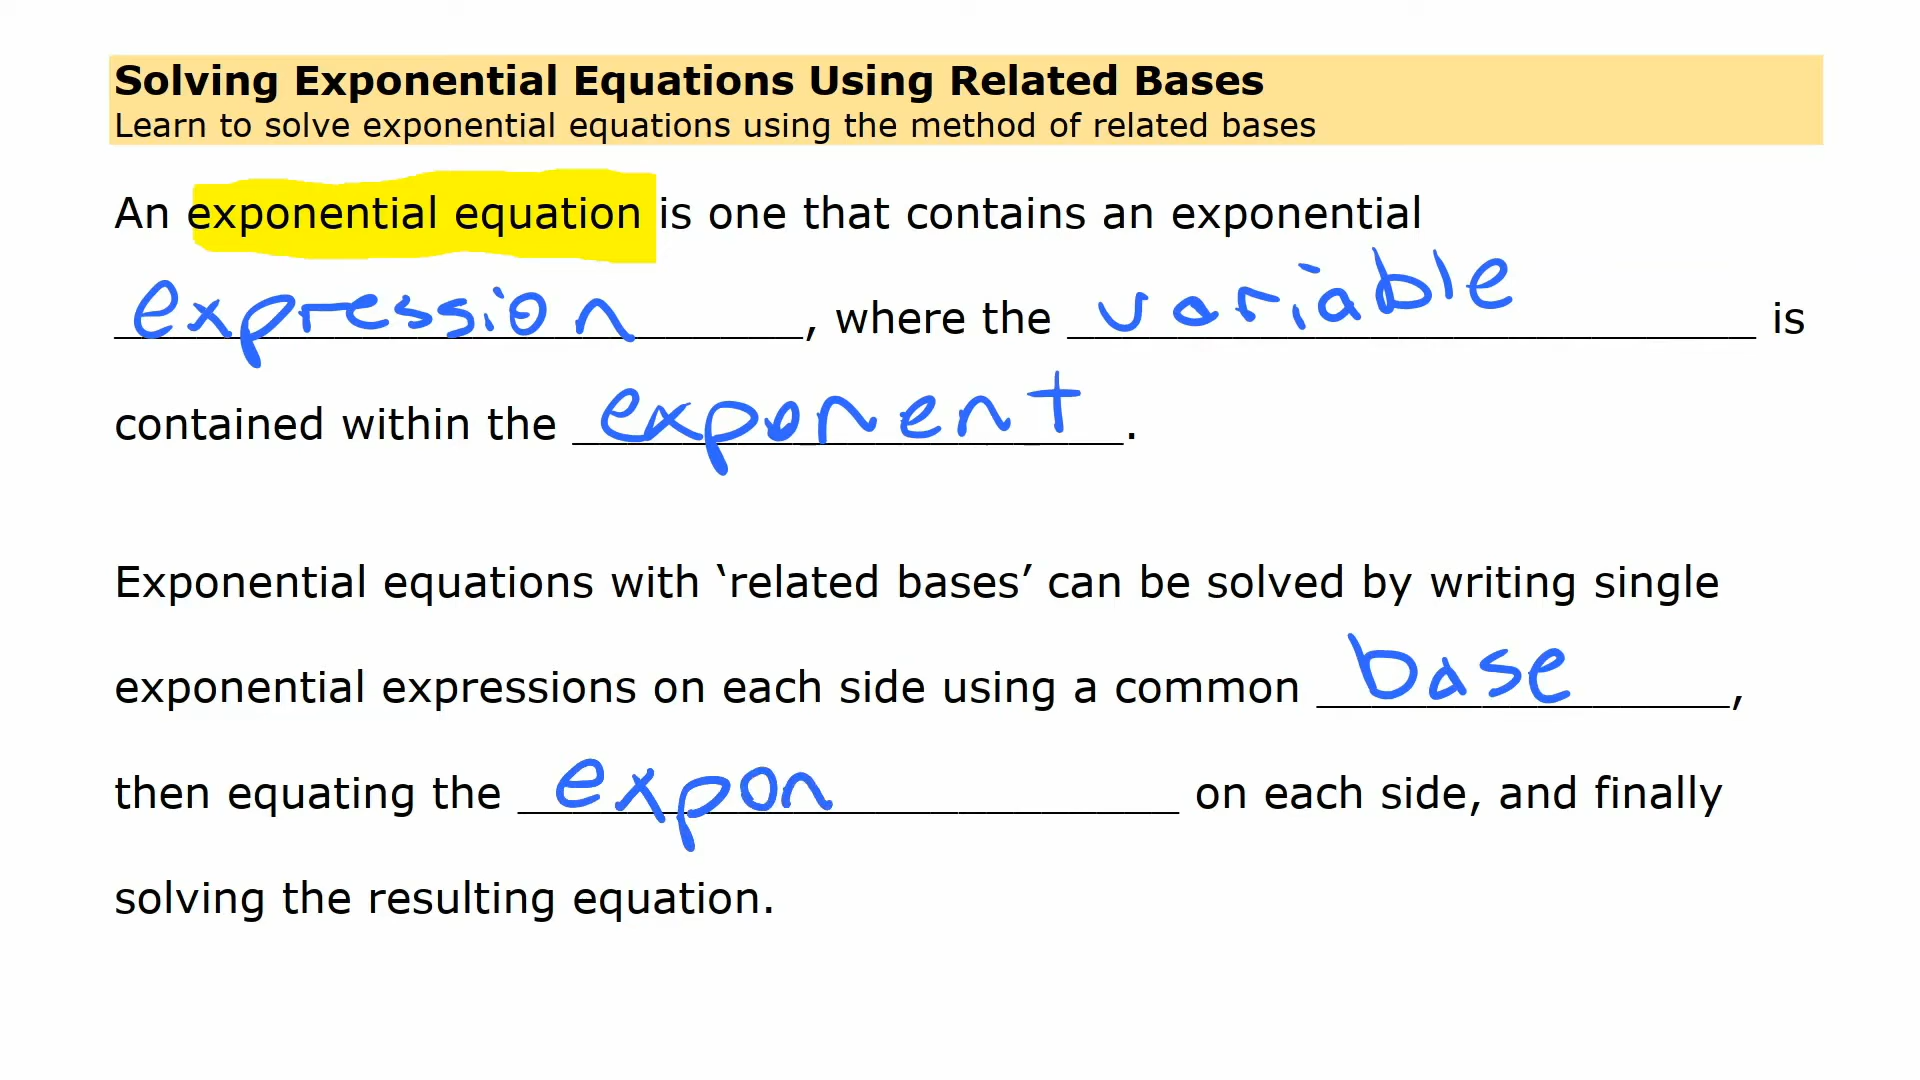 Solving Exponential Equations Using Related Bases
Learn to solve exponential equations using the method of related bases
An exponential equation is one that contains an exponential
expression, where the variable is
contained within the exponent.
Exponential equations with ‘related bases’ can be solved by writing single
exponential expressions on each side using a common base,
then equating the expon on each side, and finally
solving the resulting equation.